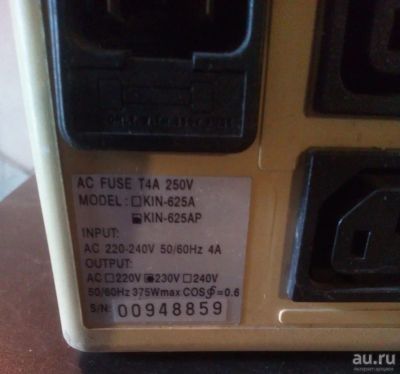 AC FUSE T4A 250V
MODEL: □KIN-625A
■KIN-625AP
INPUT:
AC 220-240V 50/60Hz 4A
OUTPUT:
AC □220V ■230V □240V
50/60Hz 375Wmax COS∮=0.6
S/N: 00948859
au.ru